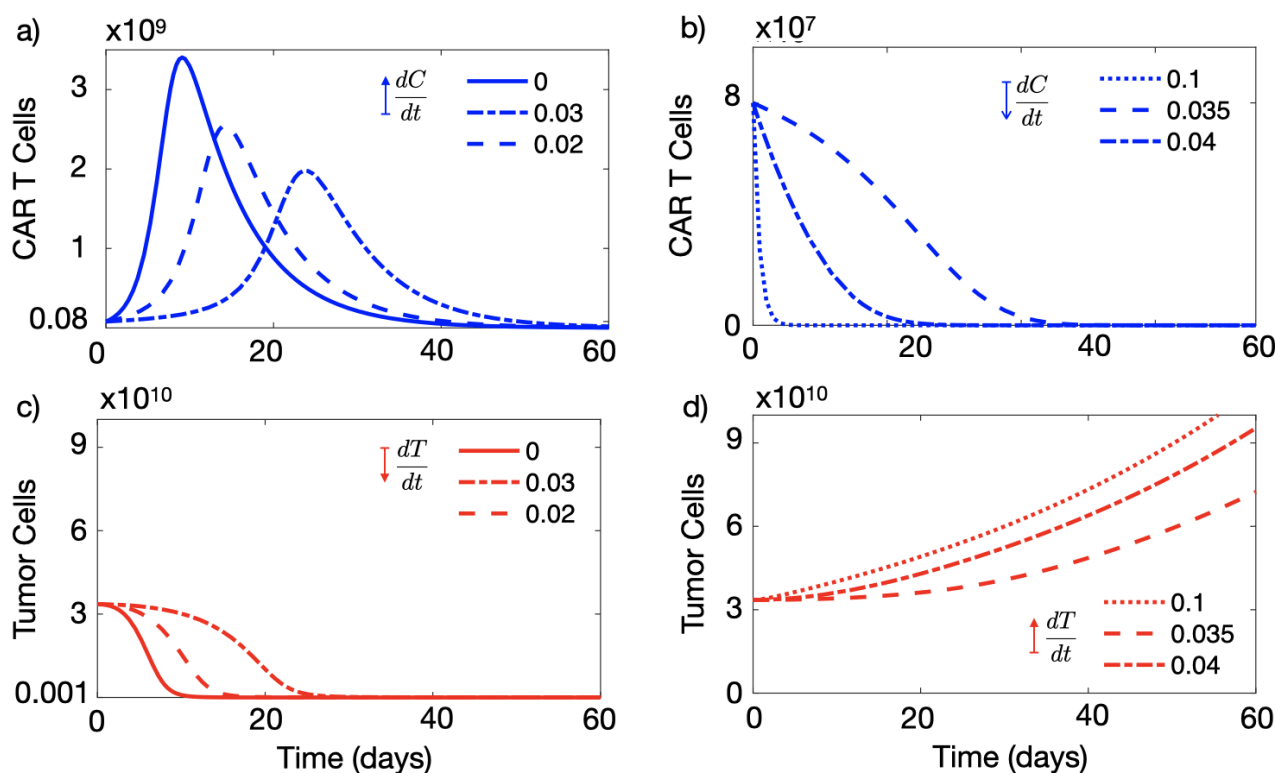 a)
x10⁹
CAR T Cells
3
2
1
0.08
0 20 40 60
dC
dt
0
0.03
0.02
b)
x10⁷
CAR T Cells
8
0
0 20 40 60
dC
dt
0.1
0.035
0.04
c)
x10¹⁰
Tumor Cells
9
6
3
0.001
0 20 40 60
Time (days)
dT
dt
0
0.03
0.02
d)
x10¹⁰
Tumor Cells
9
6
3
0
0 20 40 60
Time (days)
dT
dt
0.1
0.035
0.04